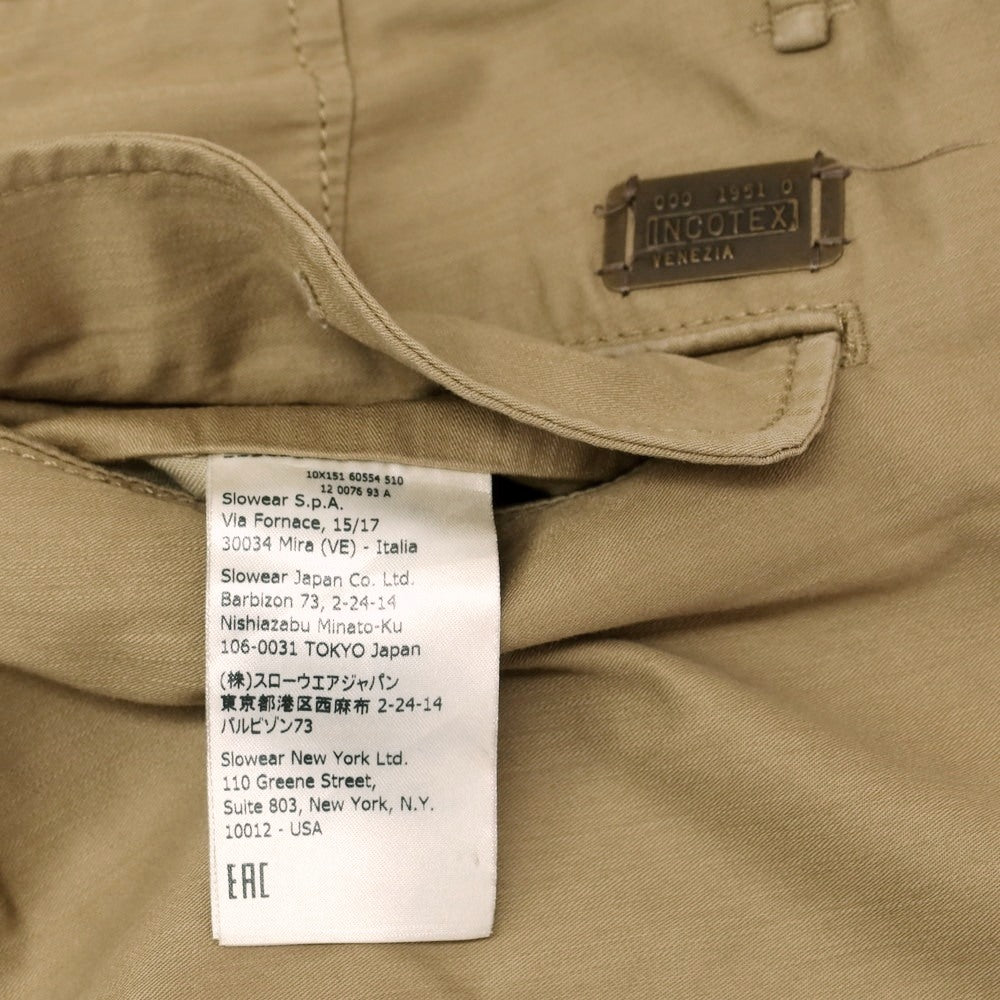 000 1951 0
INCOTEX
VENEZIA
10X151 60554 510
12 0076 93 A
Slowear S.p.A.
Via Fornace, 15/17
30034 Mira (VE) - Italia
Slowear Japan Co. Ltd.
Barbizon 73, 2-24-14
Nishiazabu Minato-Ku
106-0031 TOKYO Japan
(株)スローウエアジャパン
東京都港区西麻布 2-24-14
バルビゾン73
Slowear New York Ltd.
110 Greene Street,
Suite 803, New York, N.Y.
10012 - USA
EAC